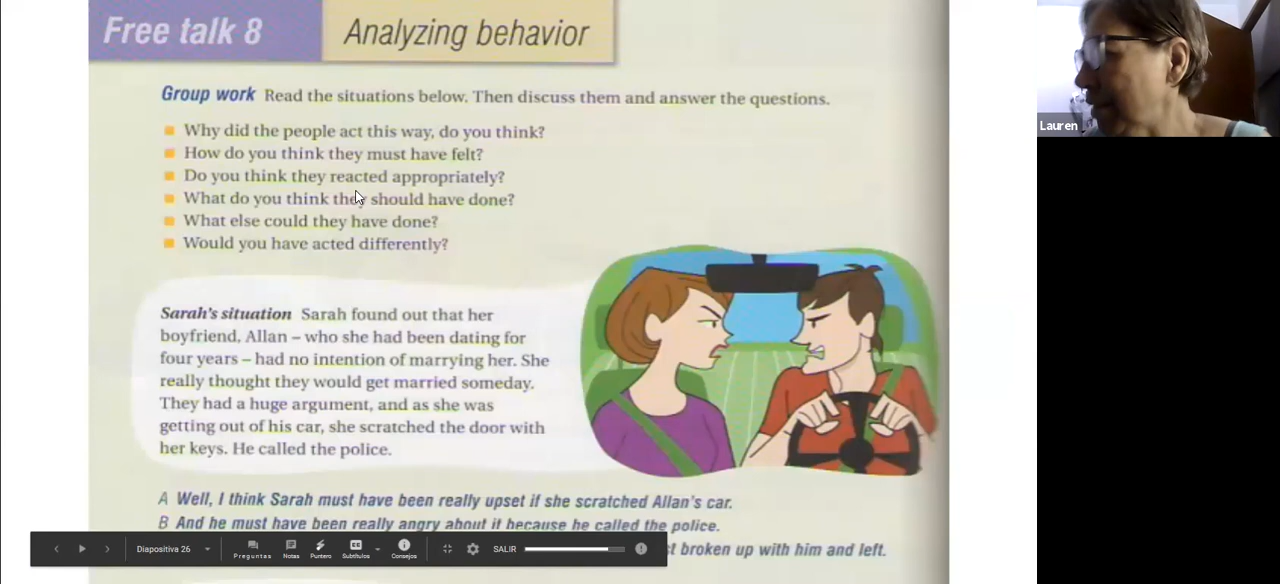 Free talk 8 Analyzing behavior
Group work Read the situations below. Then discuss them and answer the questions.
Why did the people act this way, do you think?
How do you think they must have felt?
Do you think they reacted appropriately?
What do you think they should have done?
What else could they have done?
Would you have acted differently?
Sarah's situation Sarah found out that her
boyfriend, Allan – who she had been dating for
four years – had no intention of marrying her. She
really thought they would get married someday.
They had a huge argument, and as she was
getting out of his car, she scratched the door with
her keys. He called the police.
A Well, I think Sarah must have been really upset if she scratched Allan's car.
B And he must have been really angry about it because he called the police.
broken up with him and left.
Diapositiva 26
Preguntas
Notas
Puntero
Subtítulos
Consejos
SALIR
Lauren